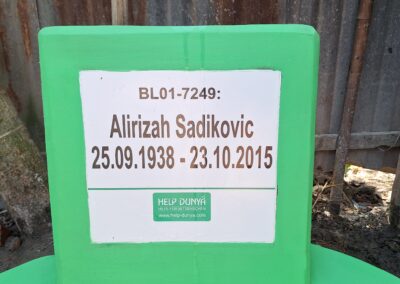 BL01-7249:
Alirizah Sadikovic
25.09.1938 - 23.10.2015
HELP DUNYA
www.help-dunya.com